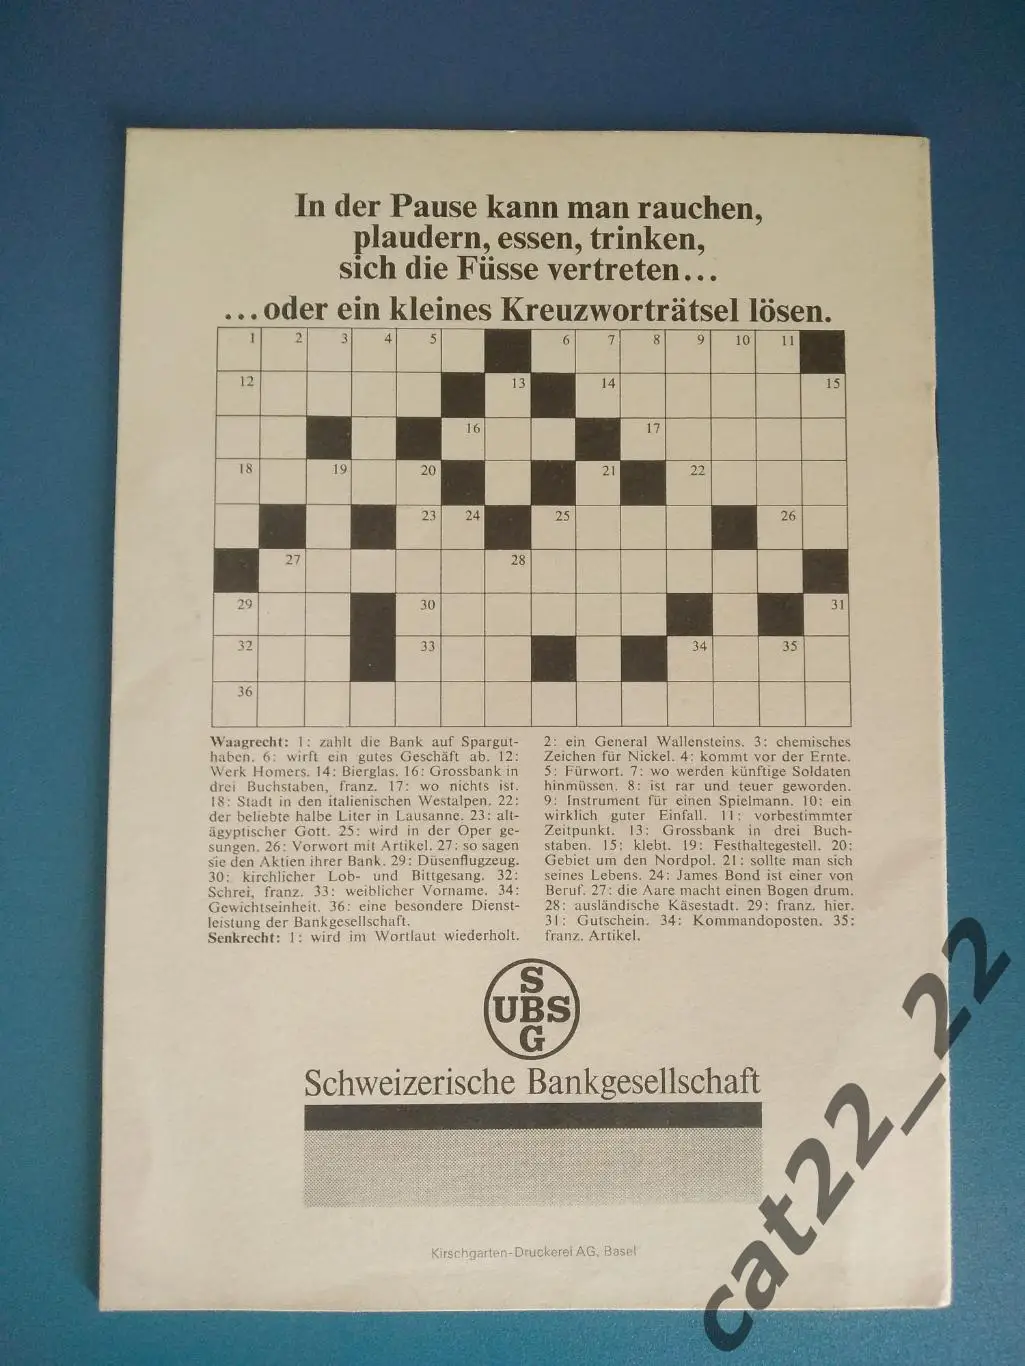 In der Pause kann man rauchen,
plaudern, essen, trinken,
sich die Füsse vertreten...
...oder ein kleines Kreuzworträtsel lösen.
1 2 3 4 5 6 7 8 9 10 11
12 13 14 15
16 17
18 19 20 21 22
23 24 25 26
27 28
29 30 31
32 33 34 35
36
Waagrecht: 1: zahlt die Bank auf Spargut-
haben. 6: wirft ein gutes Geschäft ab. 12:
Werk Homers. 14: Bierglas. 16: Grossbank in
drei Buchstaben, franz. 17: wo nichts ist.
18: Stadt in den italienischen Westalpen. 22:
der beliebte halbe Liter in Lausanne. 23: alt-
ägyptischer Gott. 25: wird in der Oper ge-
sungen. 26: Vorwort mit Artikel. 27: so sagen
sie den Aktien ihrer Bank. 29: Düsenflugzeug.
30: kirchlicher Lob- und Bittgesang. 32:
Schrei, franz. 33: weiblicher Vorname. 34:
Gewichtseinheit. 36: eine besondere Dienst-
leistung der Bankgesellschaft.
Senkrecht: 1: wird im Wortlaut wiederholt.
2: ein General Wallensteins. 3: chemisches
Zeichen für Nickel. 4: kommt vor der Ernte.
5: Fürwort. 7: wo werden künftige Soldaten
hinmüssen. 8: ist rar und teuer geworden.
9: Instrument für einen Spielmann. 10: ein
wirklich guter Einfall. 11: vorbestimmter
Zeitpunkt. 13: Grossbank in drei Buch-
staben. 15: klebt. 19: Festhaltegestell. 20:
Gebiet um den Nordpol. 21: sollte man sich
seines Lebens. 24: James Bond ist einer von
Beruf. 27: die Aare macht einen Bogen drum.
28: ausländische Käsestadt. 29: franz. hier.
31: Gutschein. 34: Kommandoposten. 35:
franz. Artikel.
S
UBS
G
Schweizerische Bankgesellschaft
Kirschgarten-Druckerei AG, Basel
cat22_22